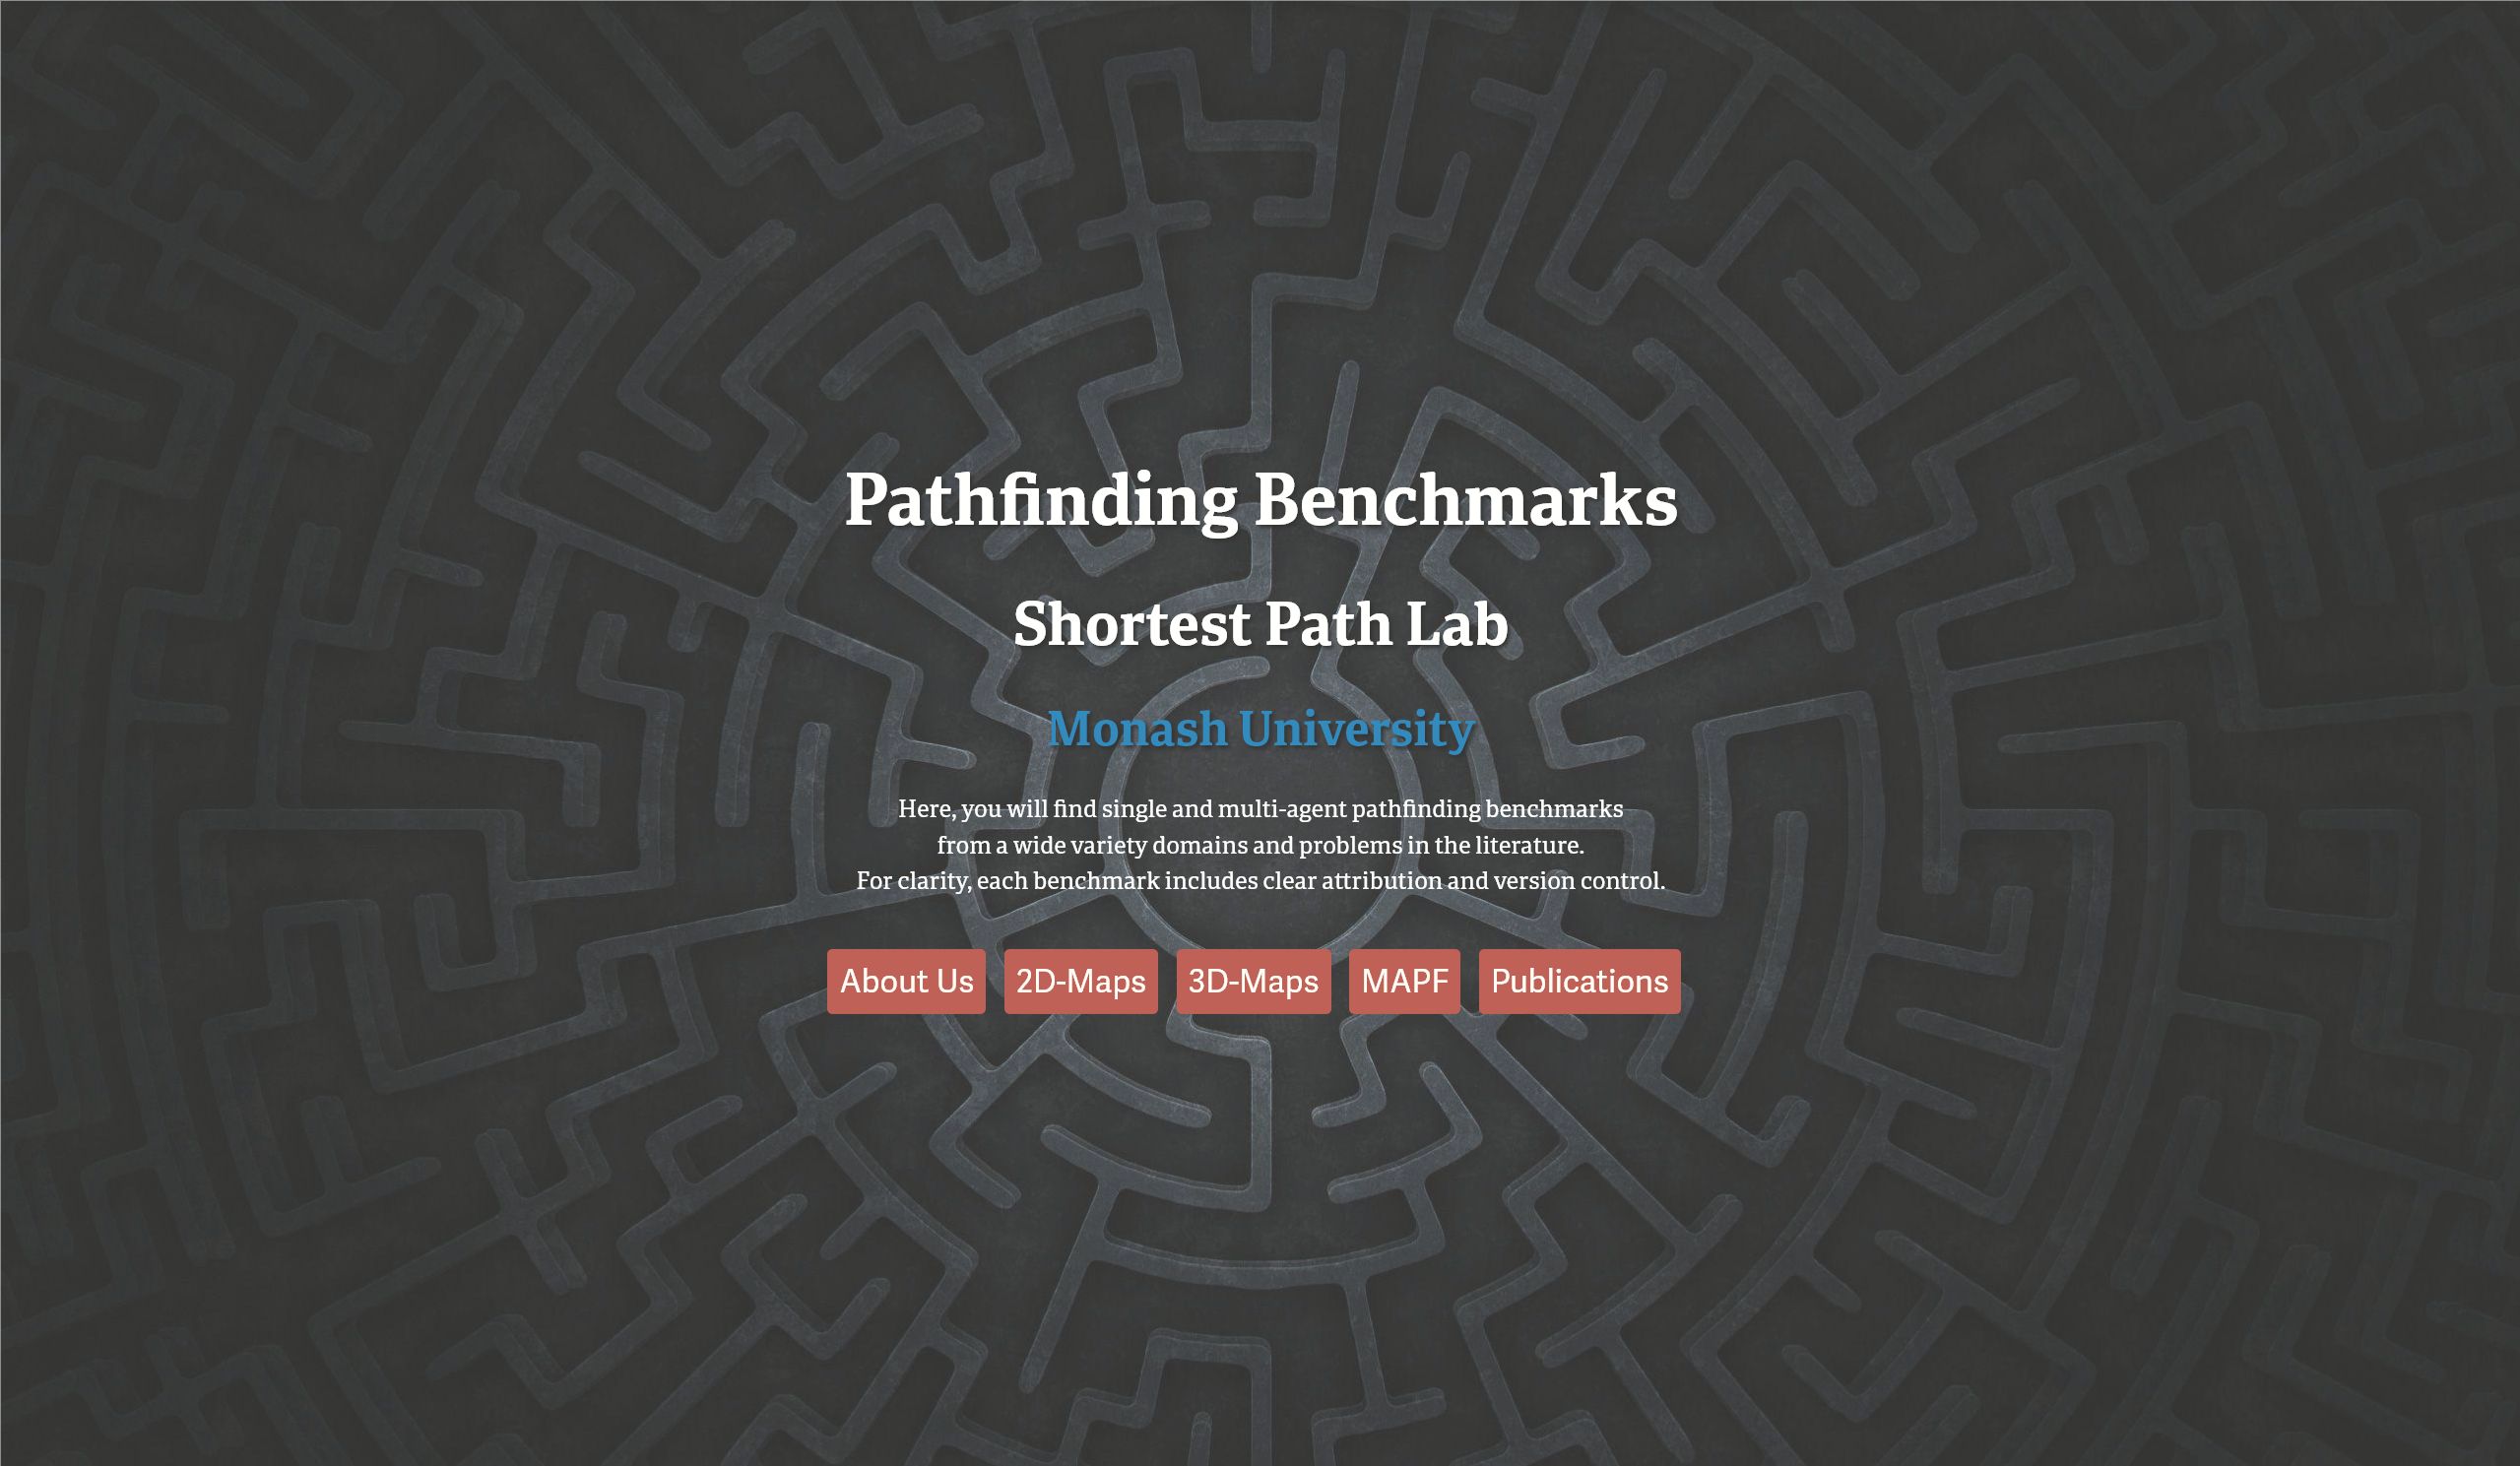 Pathfinding Benchmarks
Shortest Path Lab
Monash University
Here, you will find single and multi-agent pathfinding benchmarks
from a wide variety domains and problems in the literature.
For clarity, each benchmark includes clear attribution and version control.
About Us 2D-Maps 3D-Maps MAPF Publications